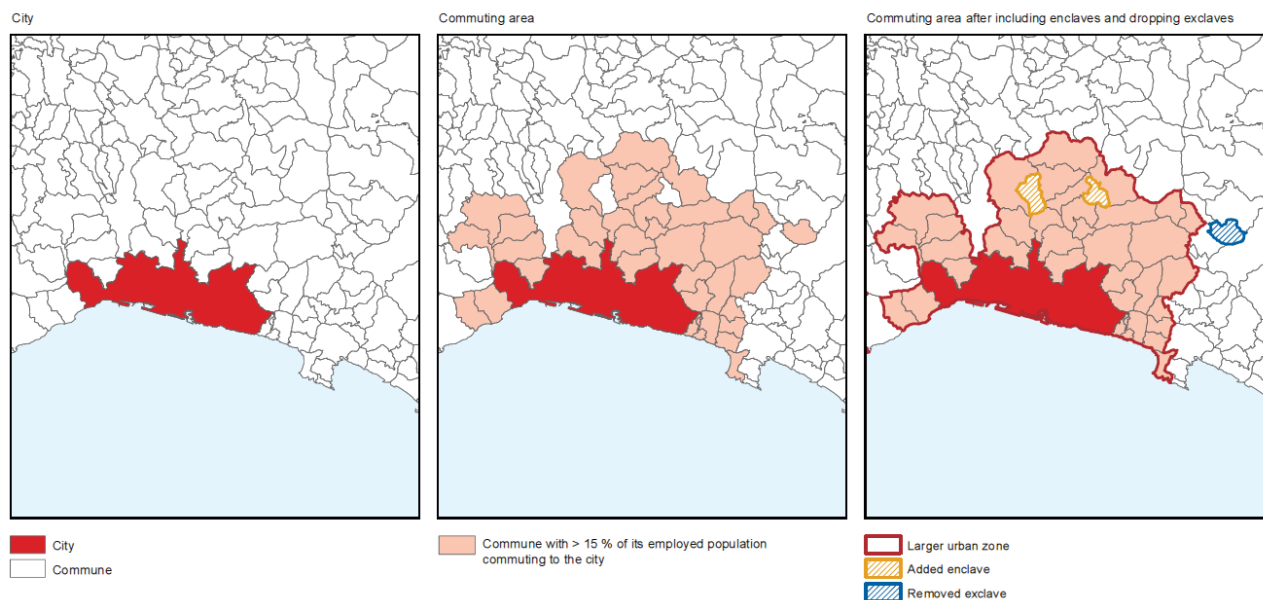 City
Commuting area
Commuting area after including enclaves and dropping exclaves
City
Commune
Commune with > 15 % of its employed population
commuting to the city
Larger urban zone
Added enclave
Removed exclave